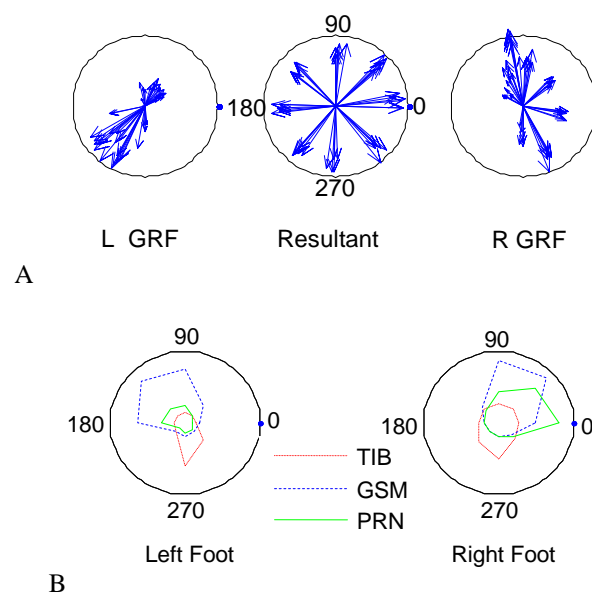 90
180
0
270
L GRF
Resultant
R GRF
A
90
180
0
270
Left Foot
90
180
0
270
Right Foot
TIB
GSM
PRN
B